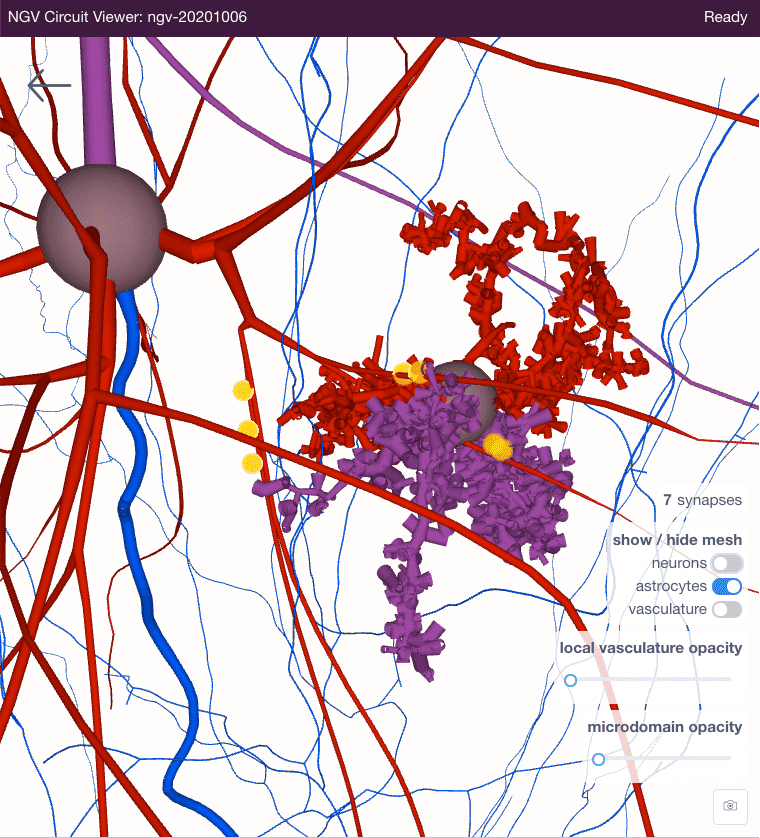 NGV Circuit Viewer: ngv-20201006 Ready
7 synapses
show / hide mesh
neurons
astrocytes
vasculature
local vasculature opacity
microdomain opacity